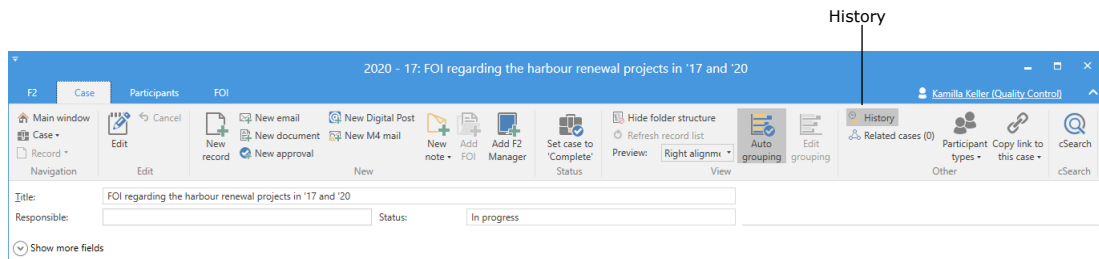 History
2020 - 17: FOI regarding the harbour renewal projects in '17 and '20
F2 Case Participants FOI Kamilla Keller (Quality Control)
Main window
Case
Record
Navigation
Edit
Cancel
Edit
New record
New email
New document
New approval
New Digital Post
New M4 mail
New note
Add FOI
Add F2 Manager
New
Set case to 'Complete'
Status
Hide folder structure
Refresh record list
Preview: Right alignme
Auto grouping
Edit grouping
View
History
Related cases (0)
Participant types
Copy link to this case
Other
cSearch
cSearch
Title: FOI regarding the harbour renewal projects in '17 and '20
Responsible: Status: In progress
Show more fields